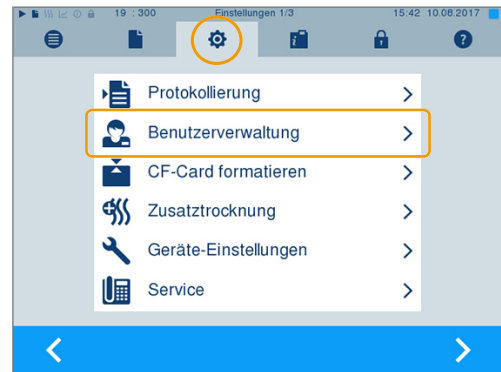 19 : 300 Einstellungen 1/3 15:42 10.08.2017
Protokollierung
Benutzerverwaltung
CF-Card formatieren
Zusatztrocknung
Geräte-Einstellungen
Service